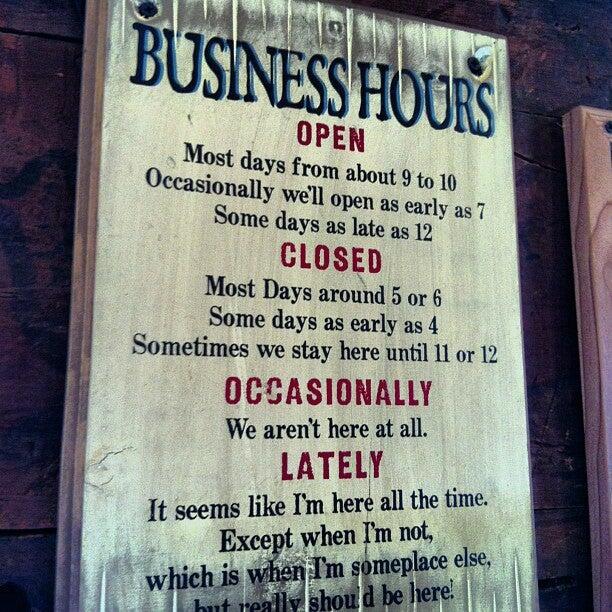 BUSINESS HOURS
OPEN
Most days from about 9 to 10
Occasionally we'll open as early as 7
Some days as late as 12
CLOSED
Most Days around 5 or 6
Some days as early as 4
Sometimes we stay here until 11 or 12
OCCASIONALLY
We aren't here at all.
LATELY
It seems like I'm here all the time.
Except when I'm not,
which is when I'm someplace else,
but really should be here!